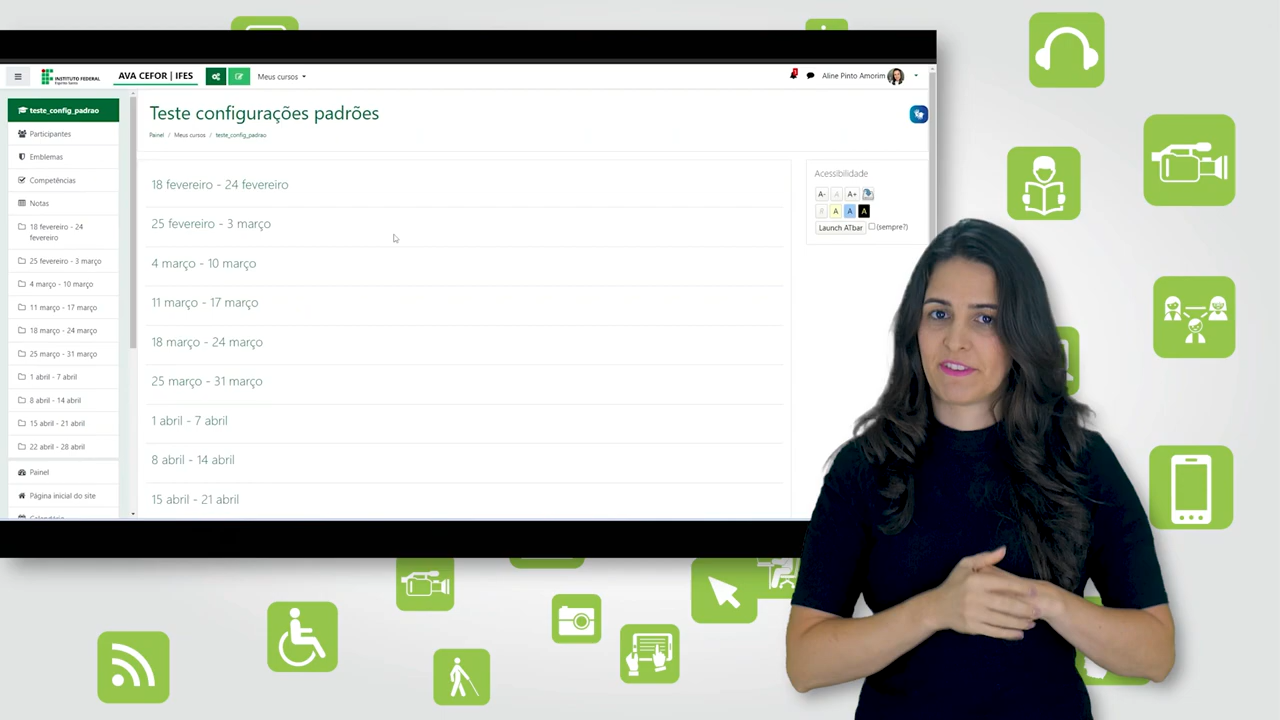 INSTITUTO FEDERAL
Espírito Santo
AVA CEFOR | IFES
Meus cursos
Aline Pinto Amorim
teste_config_padrao
Participantes
Emblemas
Competências
Notas
18 fevereiro - 24
fevereiro
25 fevereiro - 3 março
4 março - 10 março
11 março - 17 março
18 março - 24 março
25 março - 31 março
1 abril - 7 abril
8 abril - 14 abril
15 abril - 21 abril
22 abril - 28 abril
Painel
Página inicial do site
Calendário
Teste configurações padrões
Painel / Meus cursos / teste_config_padrao
18 fevereiro - 24 fevereiro
25 fevereiro - 3 março
4 março - 10 março
11 março - 17 março
18 março - 24 março
25 março - 31 março
1 abril - 7 abril
8 abril - 14 abril
15 abril - 21 abril
Acessibilidade
A- A A+
R A A A
Launch ATbar (sempre?)